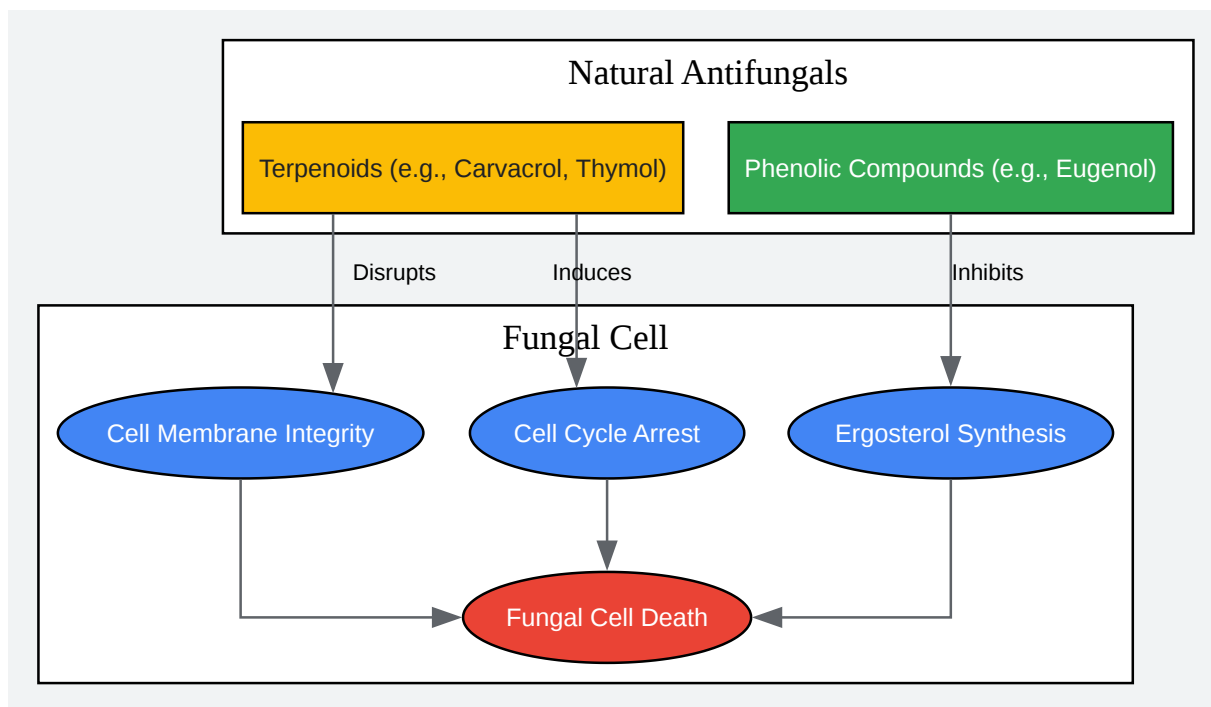 Natural Antifungals
Terpenoids (e.g., Carvacrol, Thymol)
Phenolic Compounds (e.g., Eugenol)
Disrupts
Induces
Inhibits
Fungal Cell
Cell Membrane Integrity
Cell Cycle Arrest
Ergosterol Synthesis
Fungal Cell Death